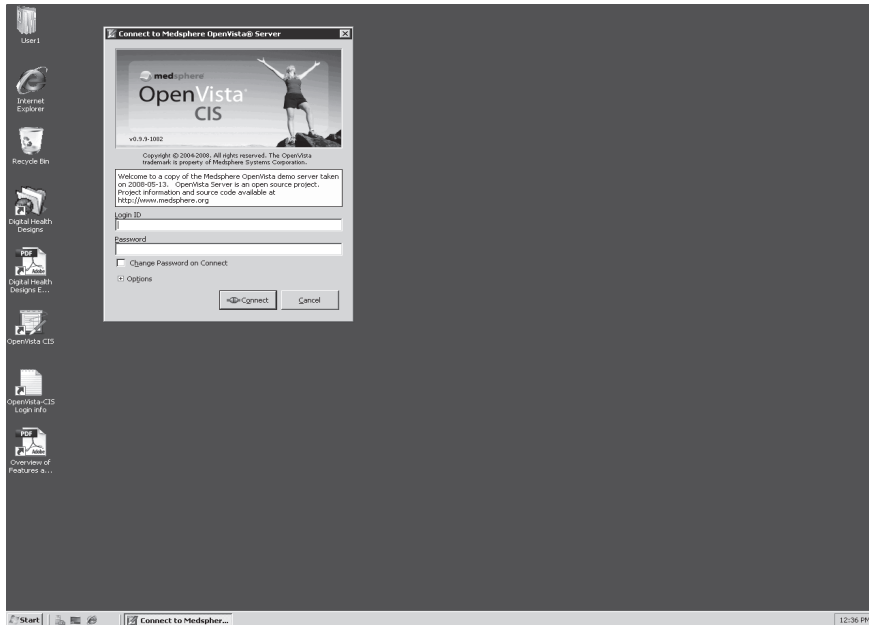 User1
Internet
Explorer
Recycle Bin
Digital Health
Designs
PDF
Adobe
Digital Health
Designs E...
OpenVista CIS
OpenVista-CIS
Login info
PDF
Adobe
Overview of
Features a...
Connect to Medsphere OpenVista® Server
medsphere
OpenVista
CIS
v0.9.9-1082
Copyright © 2004-2008. All rights reserved. The OpenVista
trademark is property of Medsphere Systems Corporation.
Welcome to a copy of the Medsphere OpenVista demo server taken
on 2008-05-13. OpenVista Server is an open source project.
Project information and source code available at
http://www.medsphere.org
Login ID
Password
Change Password on Connect
Options
Connect Cancel
Start Connect to Medspher... 12:36 PM